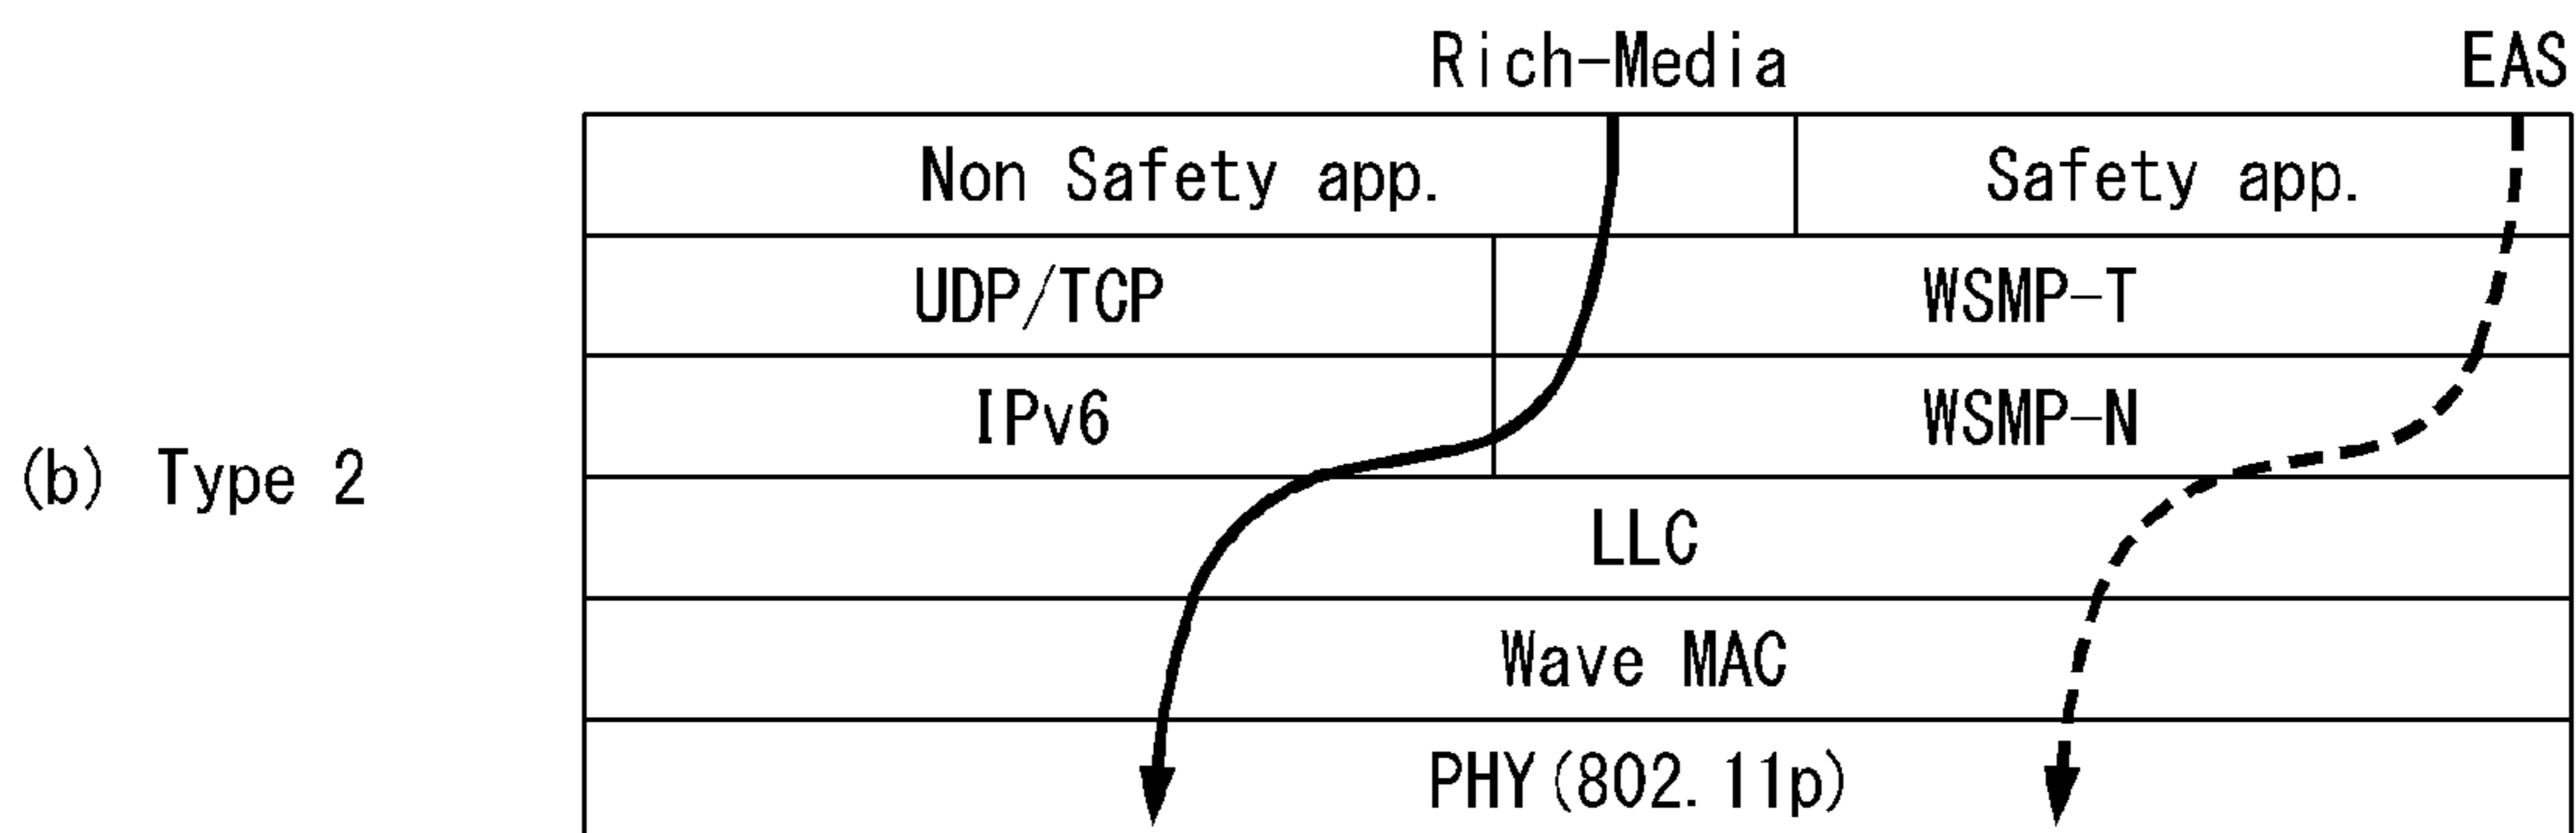 Rich-Media EAS
Non Safety app. Safety app.
UDP/TCP WSMP-T
IPv6 WSMP-N
(b) Type 2
LLC
Wave MAC
PHY(802.11p)